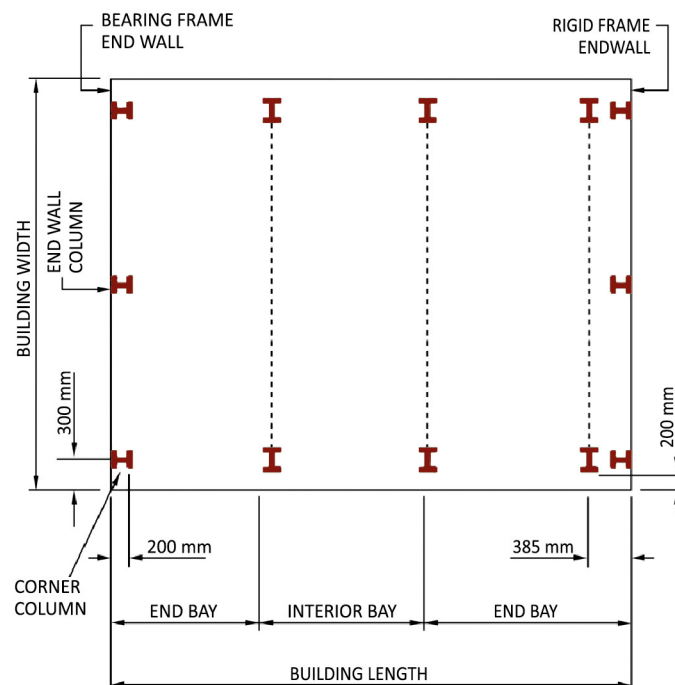 BEARING FRAME
END WALL
RIGID FRAME
ENDWALL
BUILDING WIDTH
END WALL
COLUMN
300 mm
200 mm
200 mm
385 mm
CORNER
COLUMN
END BAY
INTERIOR BAY
END BAY
BUILDING LENGTH